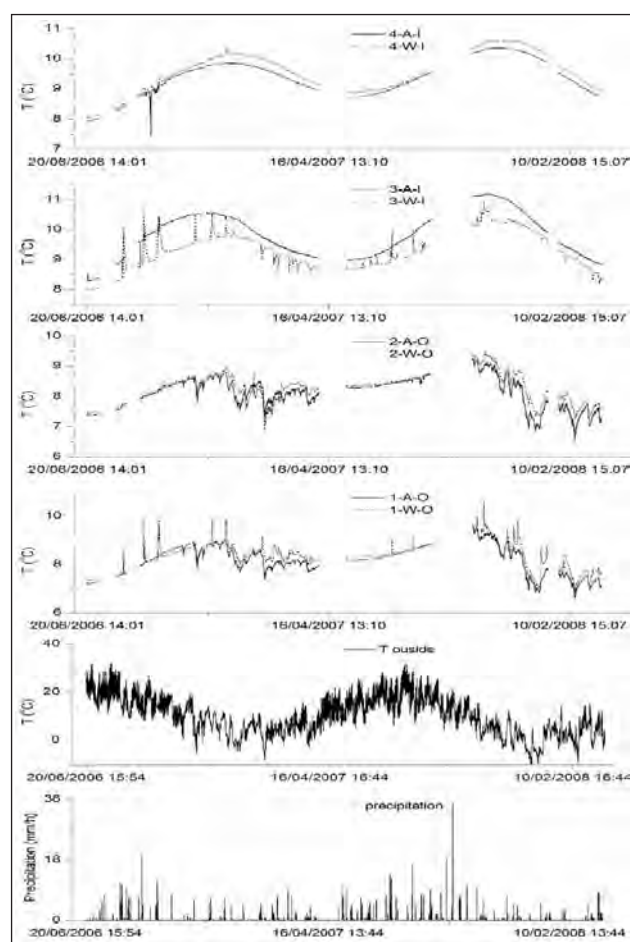 4-A-I
4-W-I
11
10
9
8
7
T (°C)
20/06/2006 14:01 16/04/2007 13:10 10/02/2008 15:07
3-A-I
3-W-I
11
10
9
8
T (°C)
20/06/2006 14:01 16/04/2007 13:10 10/02/2008 15:07
2-A-O
2-W-O
10
9
8
7
6
T (°C)
20/06/2006 14:01 16/04/2007 13:10 10/02/2008 15:07
1-A-O
1-W-O
10
8
6
T (°C)
20/06/2006 14:01 16/04/2007 13:10 10/02/2008 15:07
T ouside
40
20
0
T (°C)
20/06/2006 15:54 16/04/2007 16:44 10/02/2008 16:44
precipitation
36
18
0
Precipitation (mm/h)
20/06/2006 15:54 16/04/2007 13:44 10/02/2008 13:44